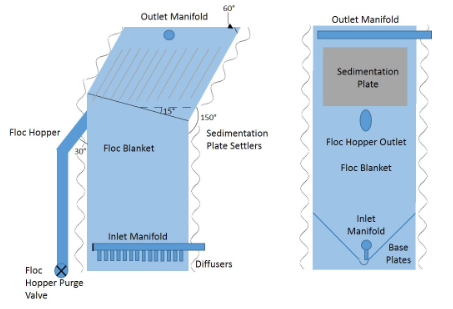 Outlet Manifold
60°
15°
150°
Floc Hopper
30°
Floc Blanket
Sedimentation
Plate Settlers
Inlet Manifold
Diffusers
Floc
Hopper Purge
Valve
Outlet Manifold
Sedimentation
Plate
Floc Hopper Outlet
Floc Blanket
Inlet
Manifold
Base
Plates